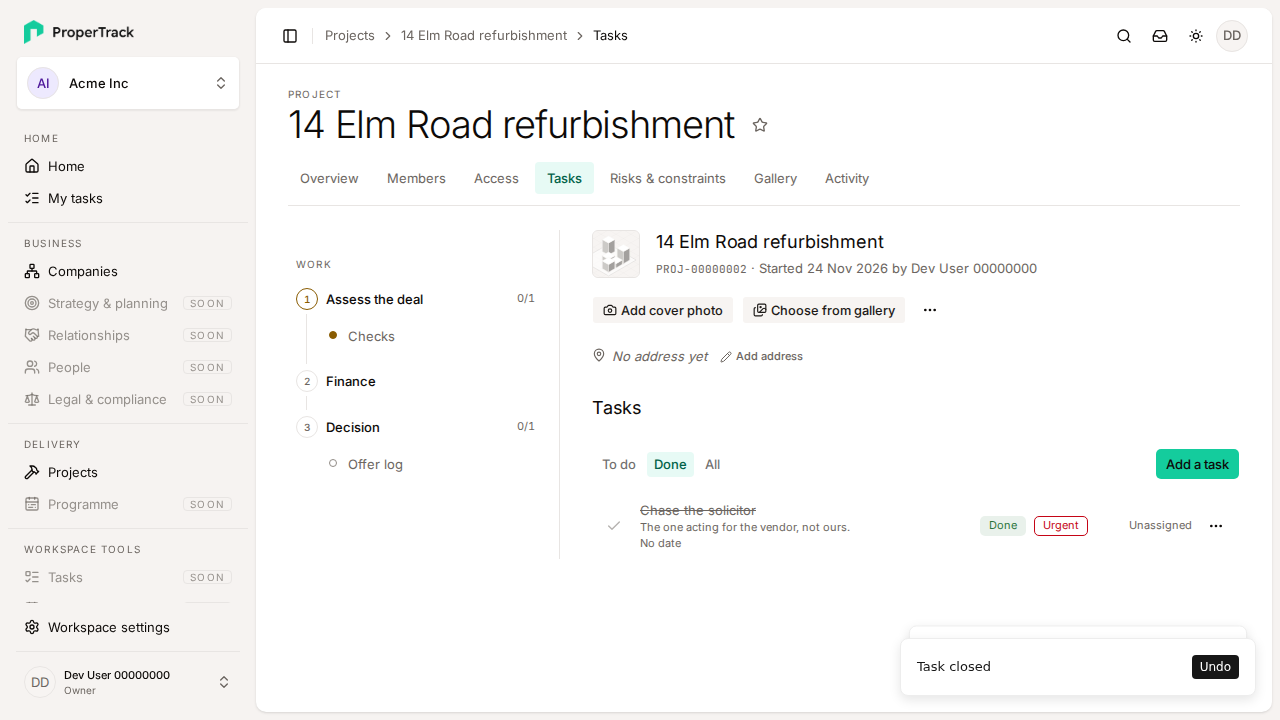 ProperTrack
AI Acme Inc
HOME
Home
My tasks
BUSINESS
Companies
Strategy & planning SOON
Relationships SOON
People SOON
Legal & compliance SOON
DELIVERY
Projects
Programme SOON
WORKSPACE TOOLS
Tasks SOON
Workspace settings
DD Dev User 00000000
Owner
Projects > 14 Elm Road refurbishment > Tasks
DD
PROJECT
14 Elm Road refurbishment
Overview Members Access Tasks Risks & constraints Gallery Activity
WORK
1 Assess the deal 0/1
Checks
2 Finance
3 Decision 0/1
Offer log
14 Elm Road refurbishment
PROJ-00000002 · Started 24 Nov 2026 by Dev User 00000000
Add cover photo Choose from gallery
No address yet Add address
Tasks
To do Done All Add a task
Chase the solicitor
The one acting for the vendor, not ours.
No date
Done Urgent Unassigned
Task closed Undo